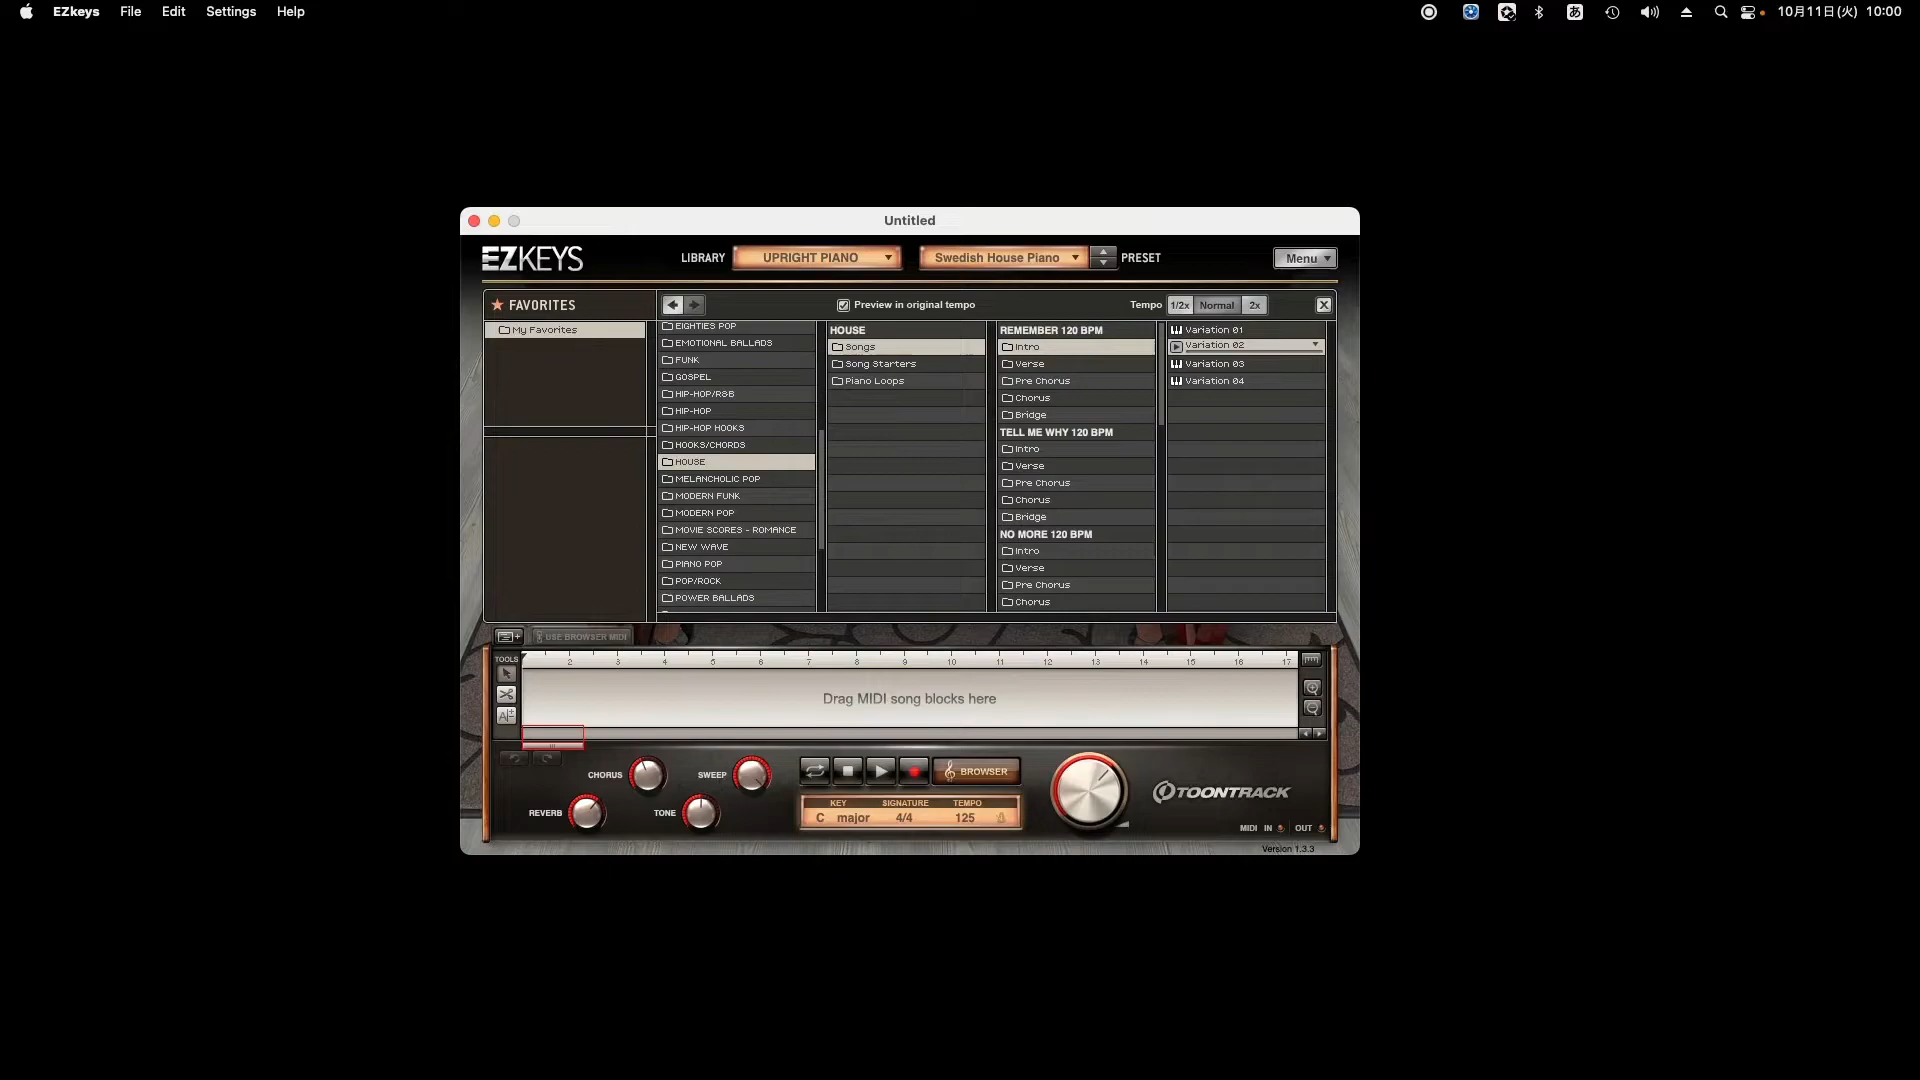 EZkeys File Edit Settings Help
あ 10月11日(火) 10:00
Untitled
EZKEYS LIBRARY UPRIGHT PIANO Swedish House Piano PRESET Menu
FAVORITES Preview in original tempo Tempo 1/2x Normal 2x
My Favorites
EIGHTIES POP
EMOTIONAL BALLADS
FUNK
GOSPEL
HIP-HOP/R&B
HIP-HOP
HIP-HOP HOOKS
HOOKS/CHORDS
HOUSE
MELANCHOLIC POP
MODERN FUNK
MODERN POP
MOVIE SCORES - ROMANCE
NEW WAVE
PIANO POP
POP/ROCK
POWER BALLADS
HOUSE
Songs
Song Starters
Piano Loops
REMEMBER 120 BPM
Intro
Verse
Pre Chorus
Chorus
Bridge
TELL ME WHY 120 BPM
Intro
Verse
Pre Chorus
Chorus
Bridge
NO MORE 120 BPM
Intro
Verse
Pre Chorus
Chorus
Variation 01
Variation 02
Variation 03
Variation 04
USE BROWSER MIDI
TOOLS
2 3 4 5 6 7 8 9 10 11 12 13 14 15 16 17
Drag MIDI song blocks here
CHORUS SWEEP
REVERB TONE
BROWSER
KEY SIGNATURE TEMPO
C major 4/4 125
TOONTRACK
MIDI IN OUT
Version 1.3.3